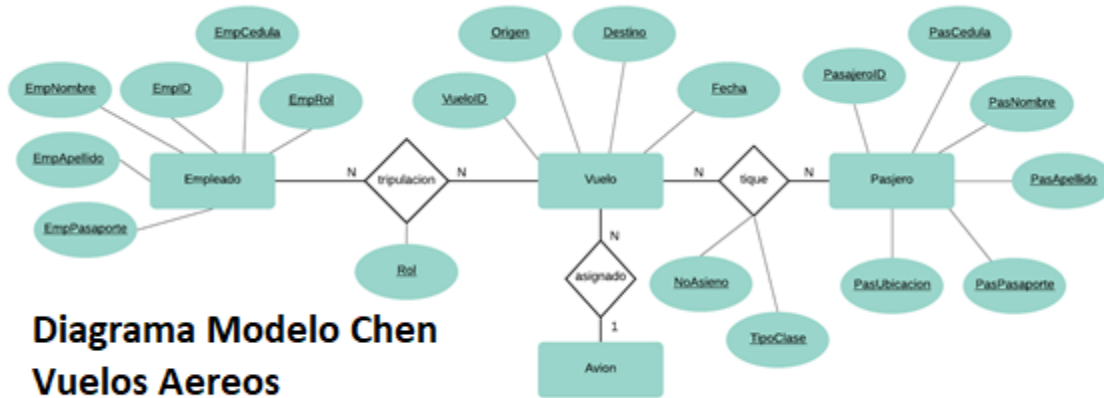 EmpCedula
Origen
Destino
PasCedula
EmpNombre
EmpID
EmpRol
VueloID
Fecha
PasajeroID
PasNombre
EmpApellido
Empleado
N
tripulacion
N
Vuelo
N
tique
N
Pasjero
PasApellido
EmpPasaporte
Rol
N
asignado
1
Avion
NoAsieno
TipoClase
PasUbicacion
PasPasaporte
Diagrama Modelo Chen
Vuelos Aereos